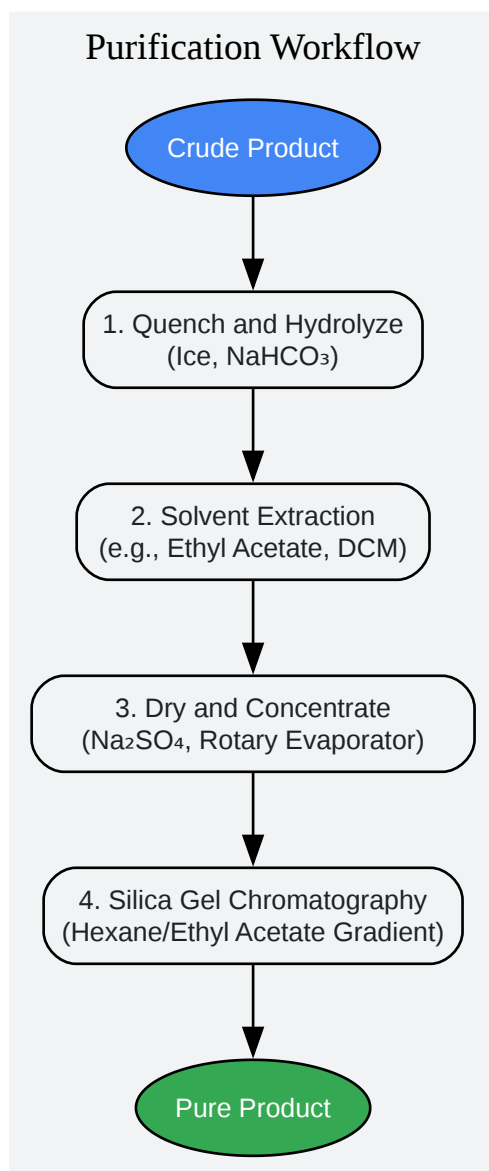 Purification Workflow
Crude Product
1. Quench and Hydrolyze
(Ice, NaHCO₃)
2. Solvent Extraction
(e.g., Ethyl Acetate, DCM)
3. Dry and Concentrate
(Na₂SO₄, Rotary Evaporator)
4. Silica Gel Chromatography
(Hexane/Ethyl Acetate Gradient)
Pure Product